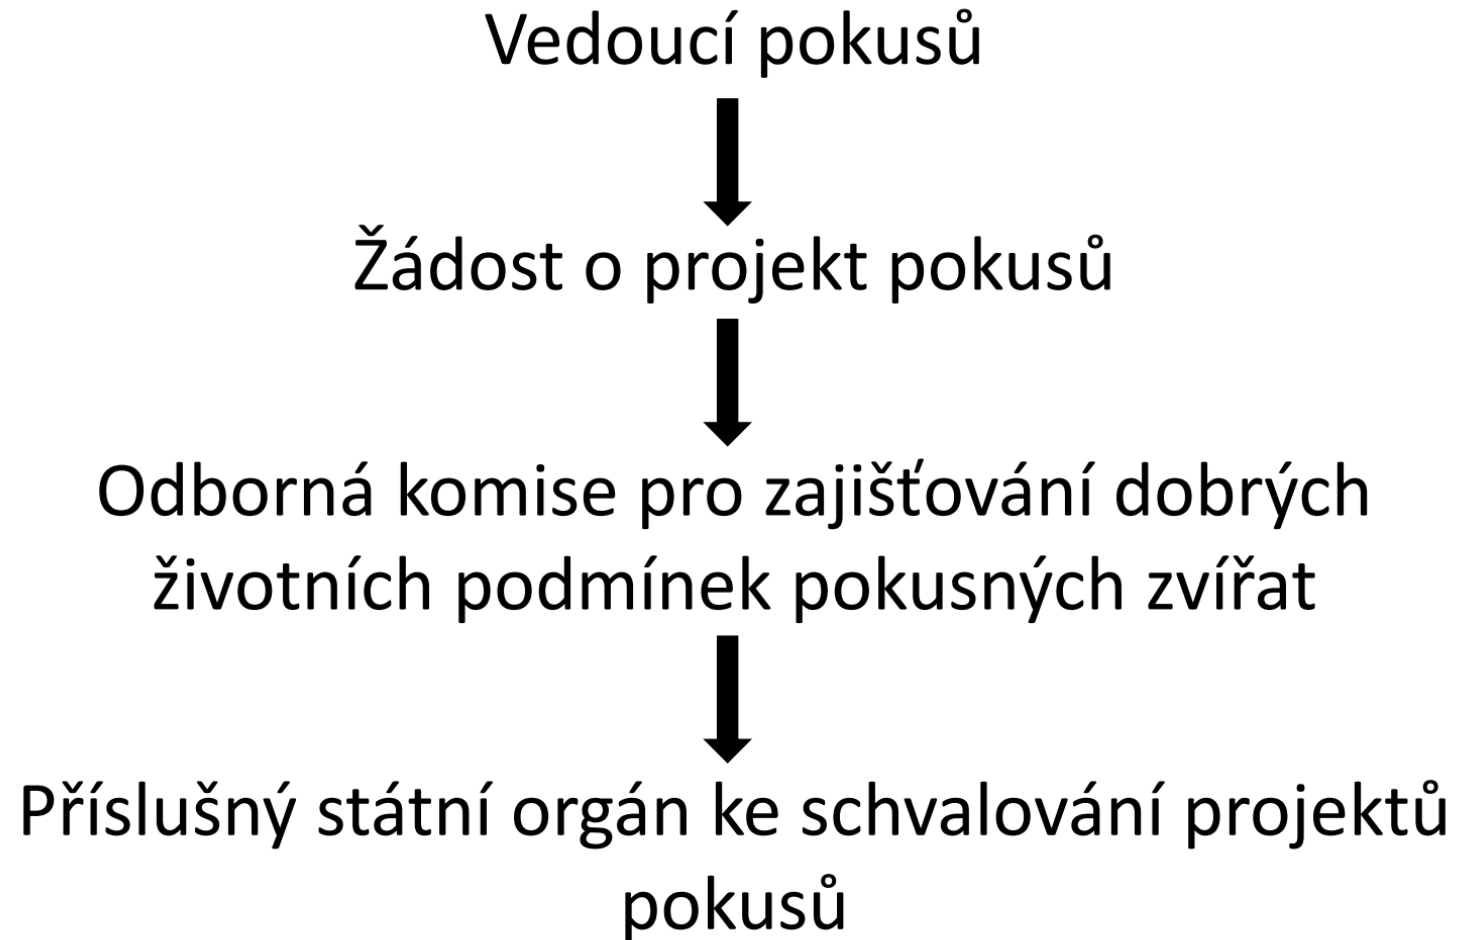 Vedoucí pokusů
Žádost o projekt pokusů
Odborná komise pro zajišťování dobrých
životních podmínek pokusných zvířat
Příslušný státní orgán ke schvalování projektů
pokusů